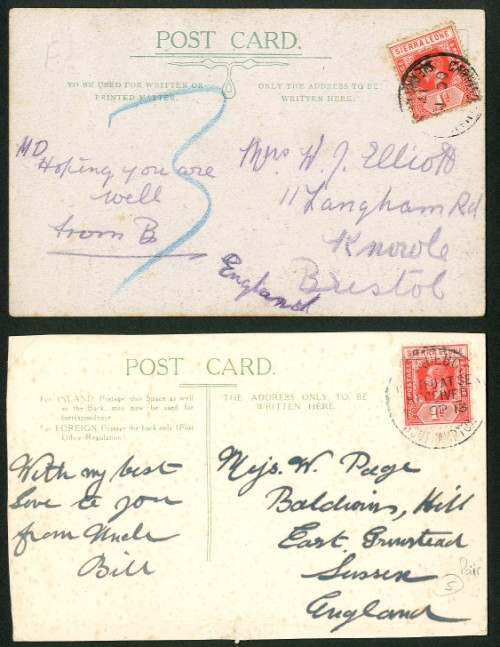 POST CARD.
TO BE USED FOR WRITTEN OR
PRINTED MATTER.
ONLY THE ADDRESS TO BE
WRITTEN HERE.
SIERRA LEONE
3
MD
Hoping you are
well
from B
Mrs W. J. Elliott
11 Langham Rd
Knowle
Bristol
England
POST CARD.
For INLAND Postage this Space as well
as the Back, may now be used for
correspondence
For FOREIGN Postage the back only (Post
Office Regulation).
THE ADDRESS ONLY TO BE
WRITTEN HERE
SIERRA LEONE
POSTAGE
With my best
love to you
from Uncle
Bill
W. Page
Baldwins, Hill
East Grinstead
Sussex
England
Pair
5